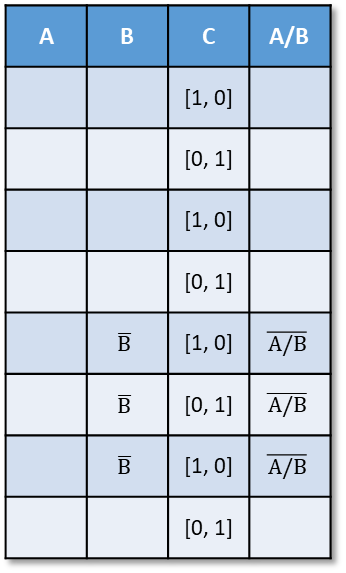 A B C A/B
[1, 0]
[0, 1]
[1, 0]
[0, 1]
B̅ [1, 0] A̅/̅B̅
B̅ [0, 1] A̅/̅B̅
B̅ [1, 0] A̅/̅B̅
[0, 1]